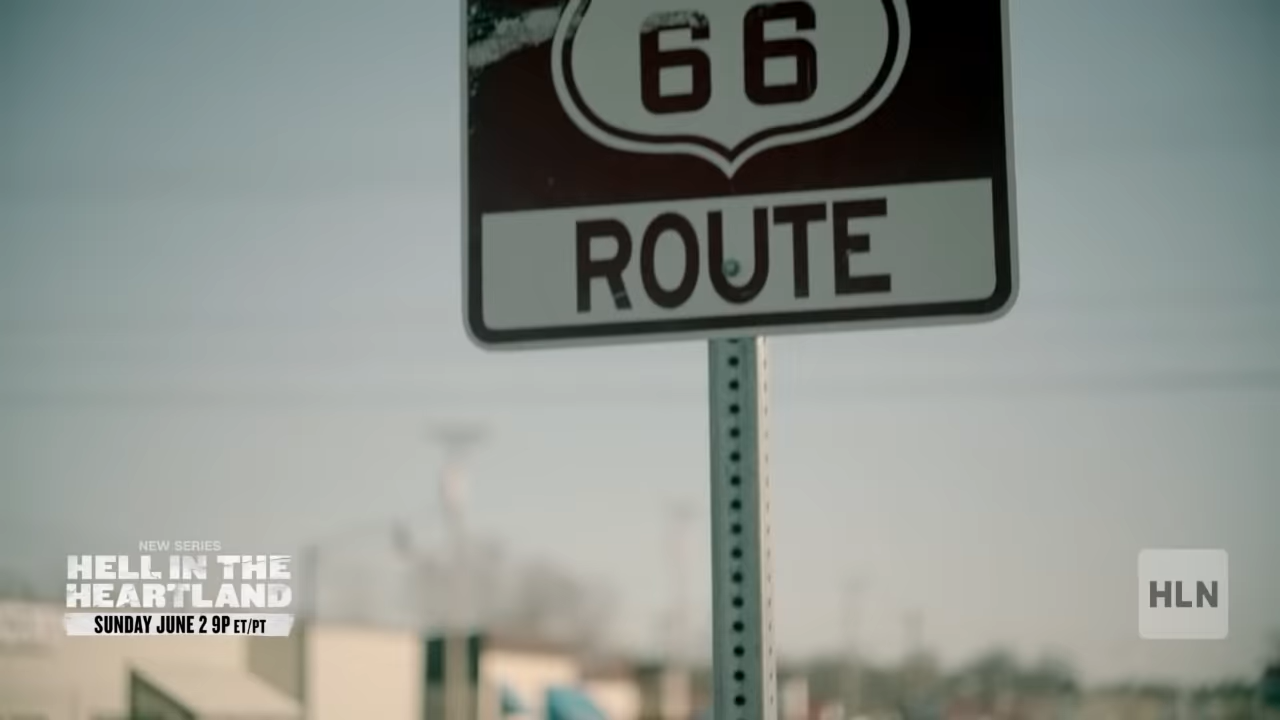 66
ROUTE
NEW SERIES
HELL IN THE
HEARTLAND
SUNDAY JUNE 2 9P ET/PT
HLN